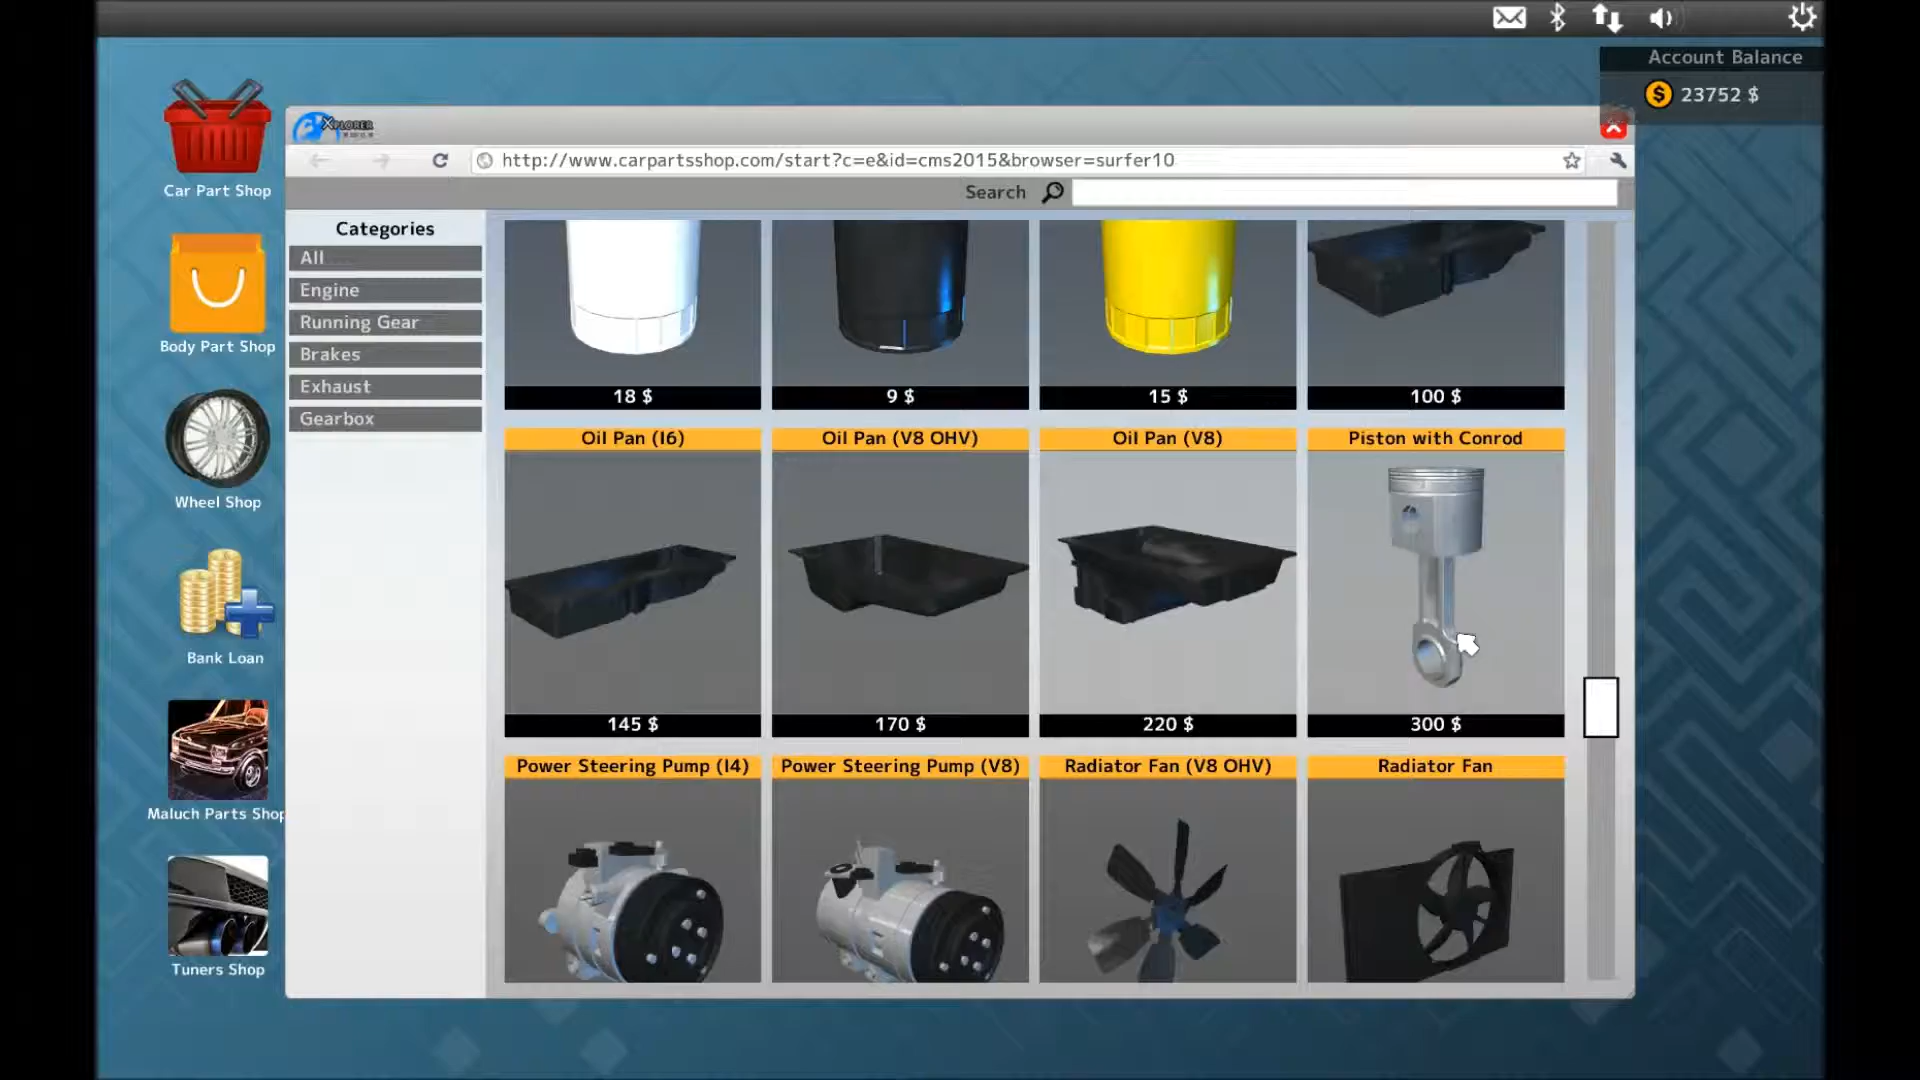 Account Balance
$ 23752 $
XPLORER
http://www.carpartsshop.com/start?c=e&id=cms2015&browser=surfer10
Search
Car Part Shop
Body Part Shop
Wheel Shop
Bank Loan
Maluch Parts Shop
Tuners Shop
Categories
All
Engine
Running Gear
Brakes
Exhaust
Gearbox
18 $
9 $
15 $
100 $
Oil Pan (I6)
Oil Pan (V8 OHV)
Oil Pan (V8)
Piston with Conrod
145 $
170 $
220 $
300 $
Power Steering Pump (I4)
Power Steering Pump (V8)
Radiator Fan (V8 OHV)
Radiator Fan